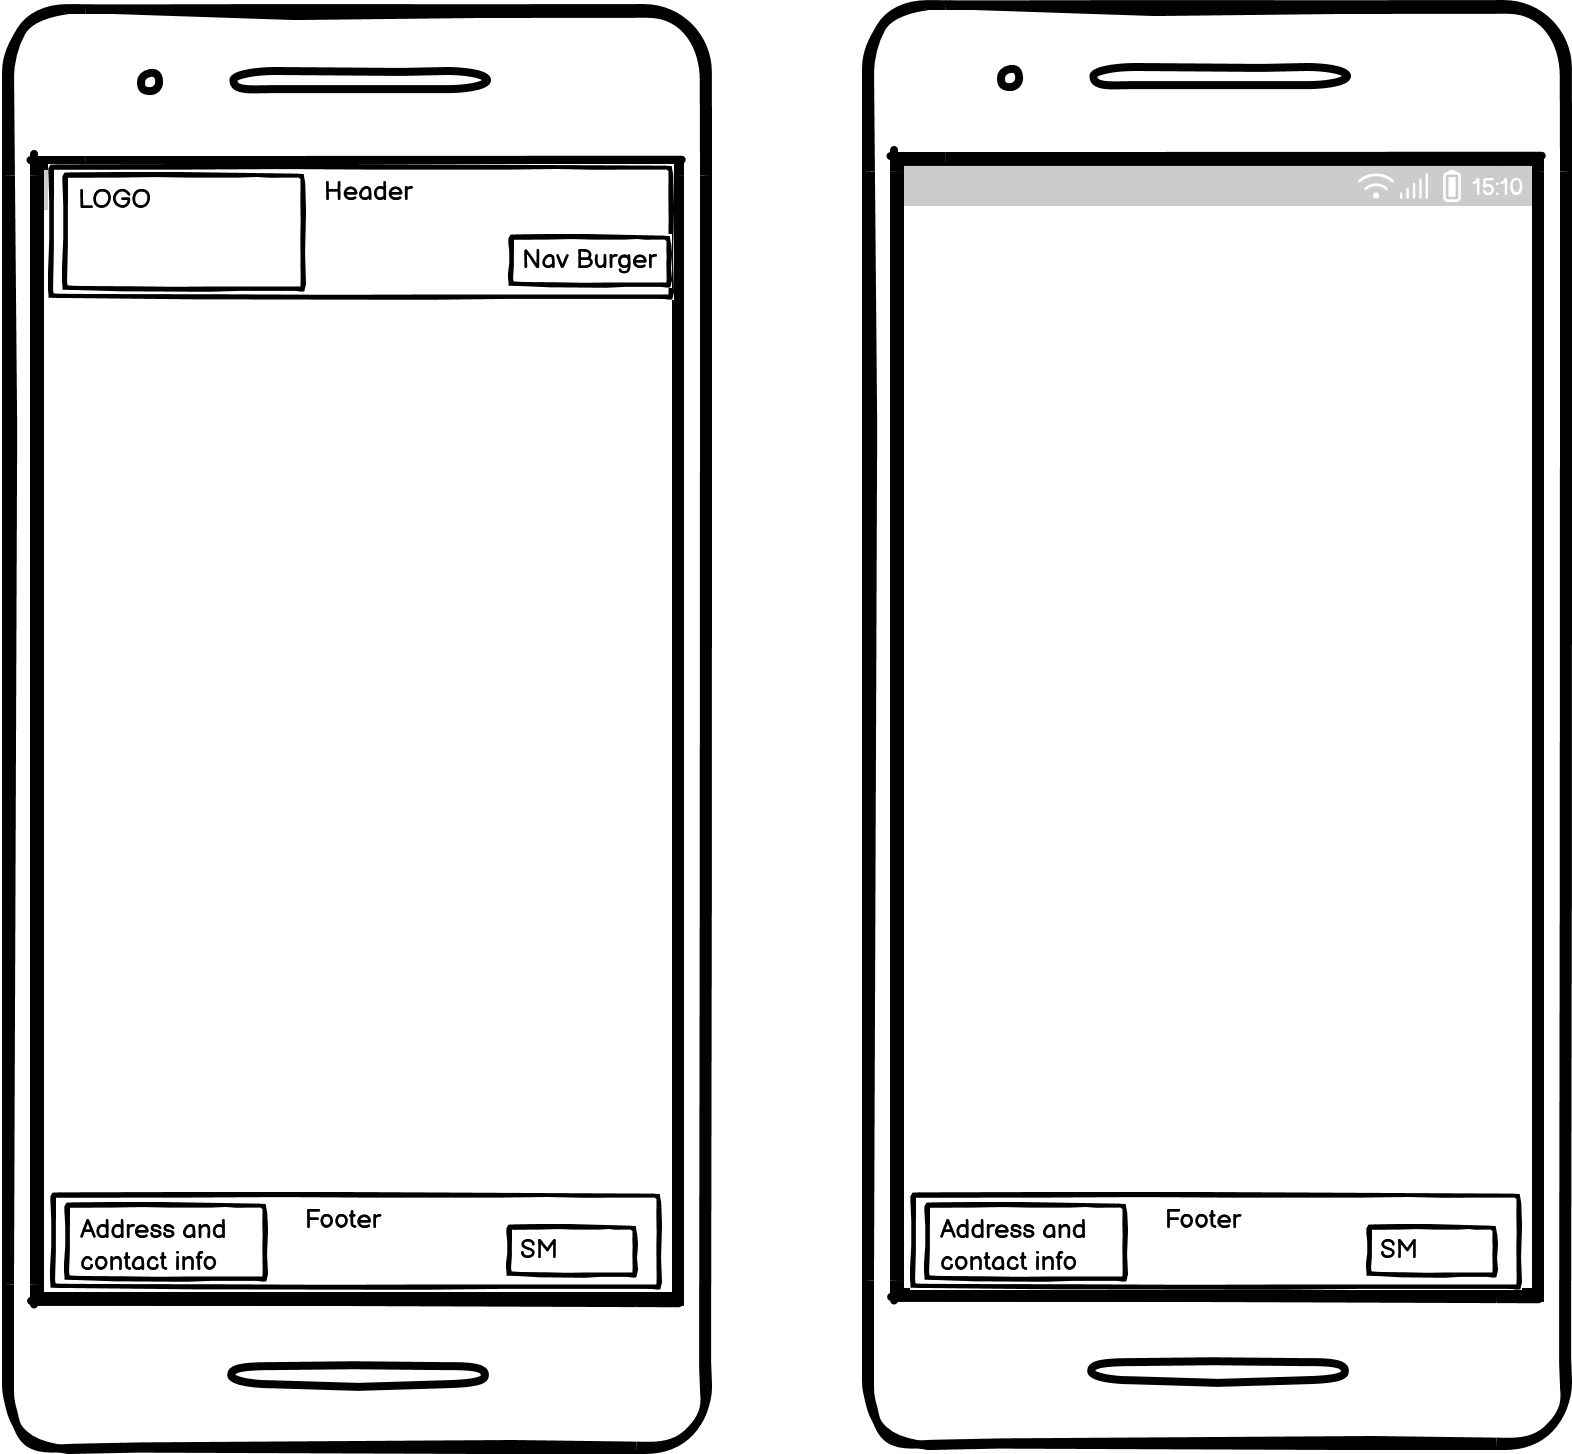 LOGO
Header
Nav Burger
Address and
contact info
Footer
SM
15:10
Address and
contact info
Footer
SM